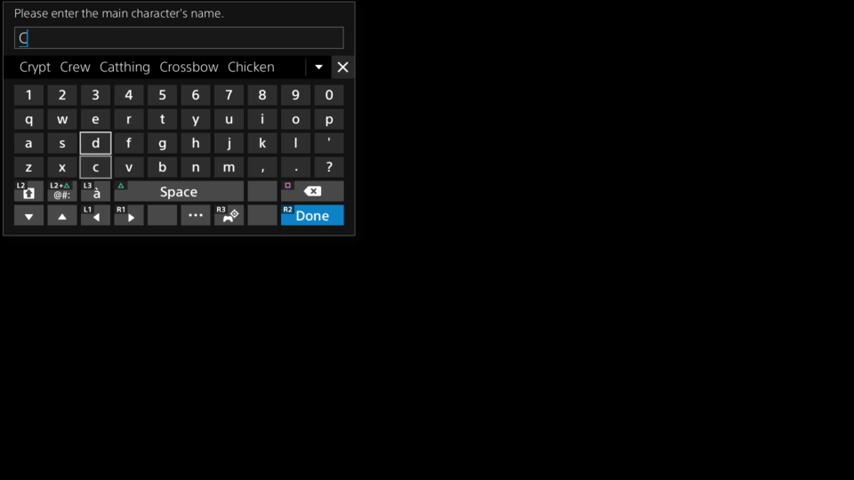 Please enter the main character's name.
C
Crypt Crew Catthing Crossbow Chicken
1 2 3 4 5 6 7 8 9 0
q w e r t y u i o p
a s d f g h j k l '
z x c v b n m , . ?
L2 L2+△ @#: L3 à △ Space □
L1 R1 ... R3 R2 Done